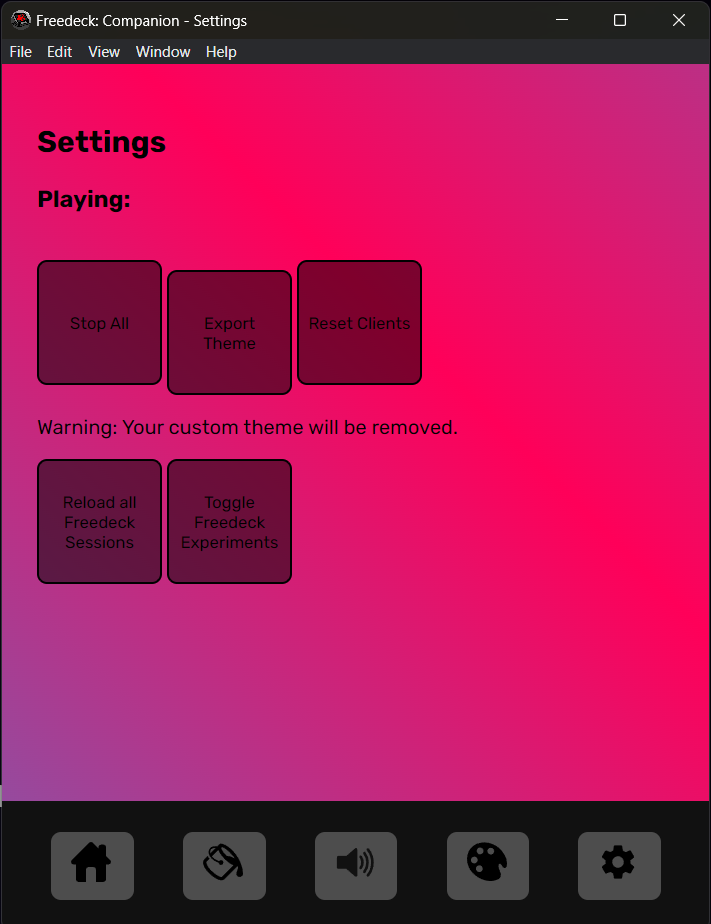 Freedeck: Companion - Settings
File Edit View Window Help
Settings
Playing:
Stop All
Export
Theme
Reset Clients
Warning: Your custom theme will be removed.
Reload all
Freedeck
Sessions
Toggle
Freedeck
Experiments